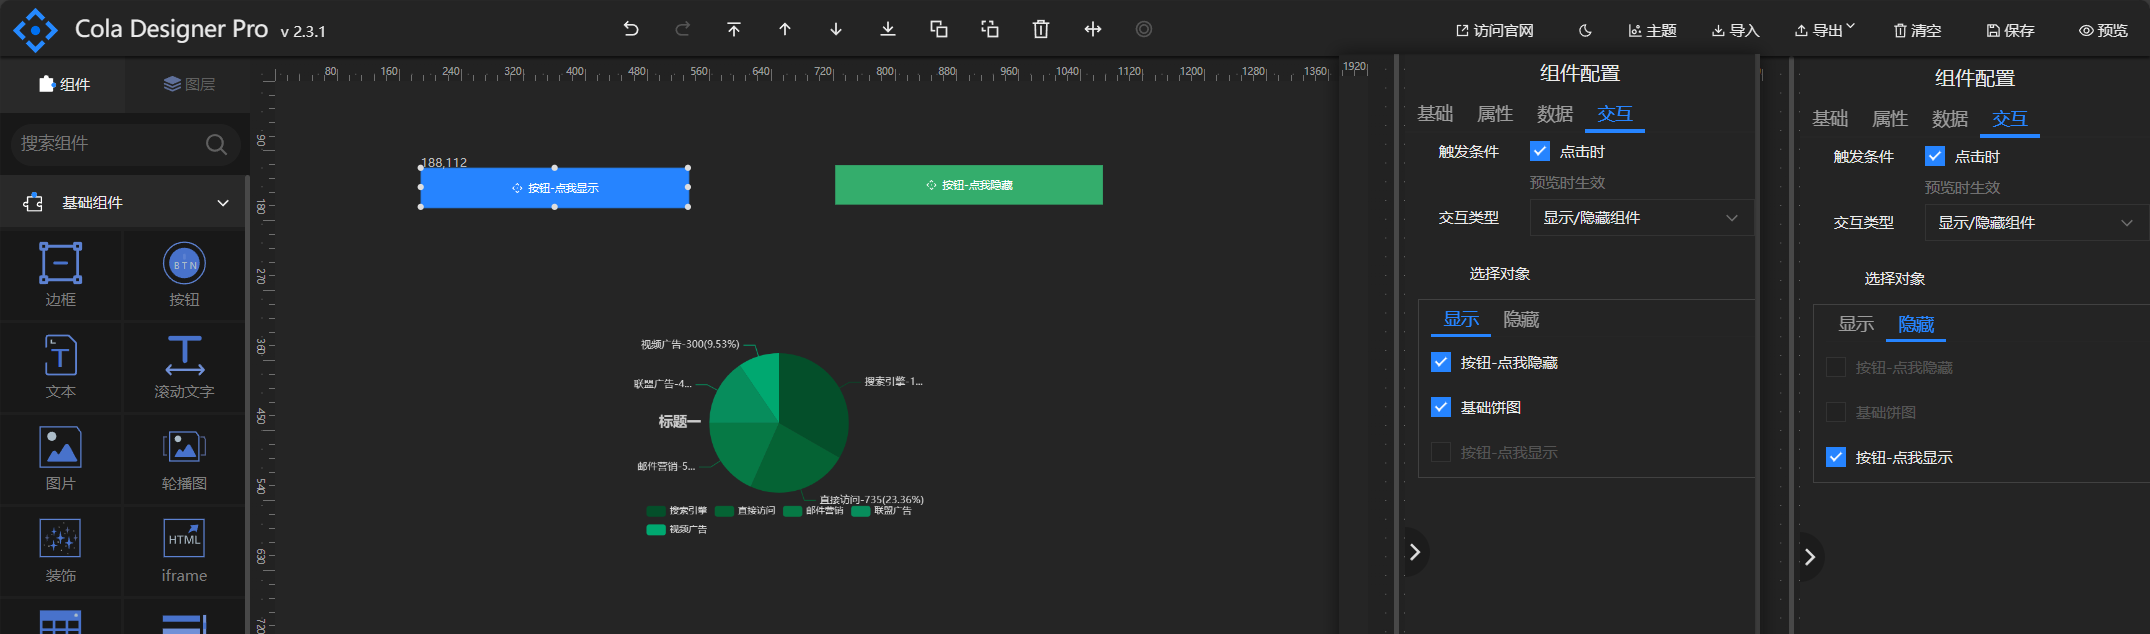 Cola Designer Pro v 2.3.1
访问官网 主题 导入 导出 清空 保存 预览
组件 图层
搜索组件
基础组件
边框 按钮
BTN
文本 滚动文字
图片 轮播图
HTML
装饰 iframe
80 160 240 320 400 480 560 640 720 800 880 960 1040 1120 1200 1280 1360 1920
90
180
270
360
450
540
630
720
188,112
按钮-点我显示 按钮-点我隐藏
视频广告-300(9.53%)
联盟广告-4...
搜索引擎-1...
标题一
邮件营销-5...
直接访问-735(23.36%)
搜索引擎 直接访问 邮件营销 联盟广告
视频广告
组件配置
基础 属性 数据 交互
触发条件 点击时
预览时生效
交互类型 显示/隐藏组件
选择对象
显示 隐藏
按钮-点我隐藏
基础饼图
按钮-点我显示
组件配置
基础 属性 数据 交互
触发条件 点击时
预览时生效
交互类型 显示/隐藏组件
选择对象
显示 隐藏
按钮-点我隐藏
基础饼图
按钮-点我显示